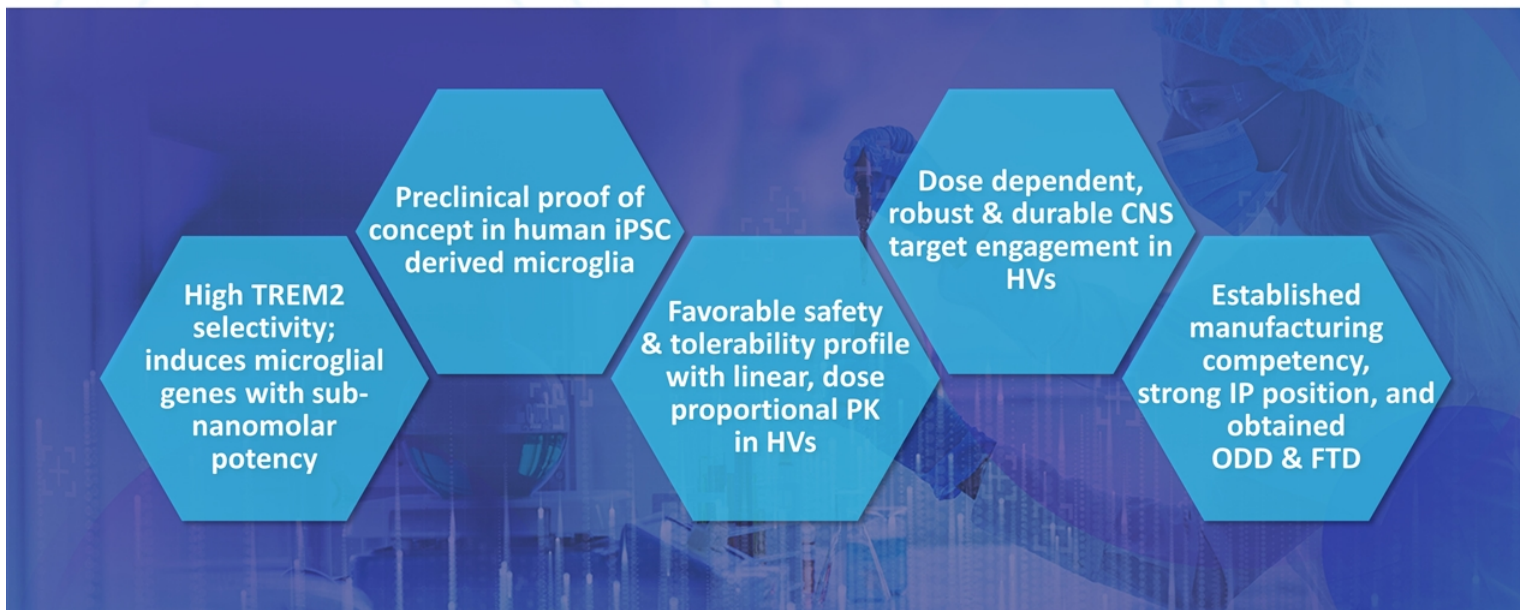 High TREM2
selectivity;
induces microglial
genes with sub-
nanomolar
potency
Preclinical proof of
concept in human iPSC
derived microglia
Favorable safety
& tolerability profile
with linear, dose
proportional PK
in HVs
Dose dependent,
robust & durable CNS
target engagement in
HVs
Established
manufacturing
competency,
strong IP position, and
obtained
ODD & FTD